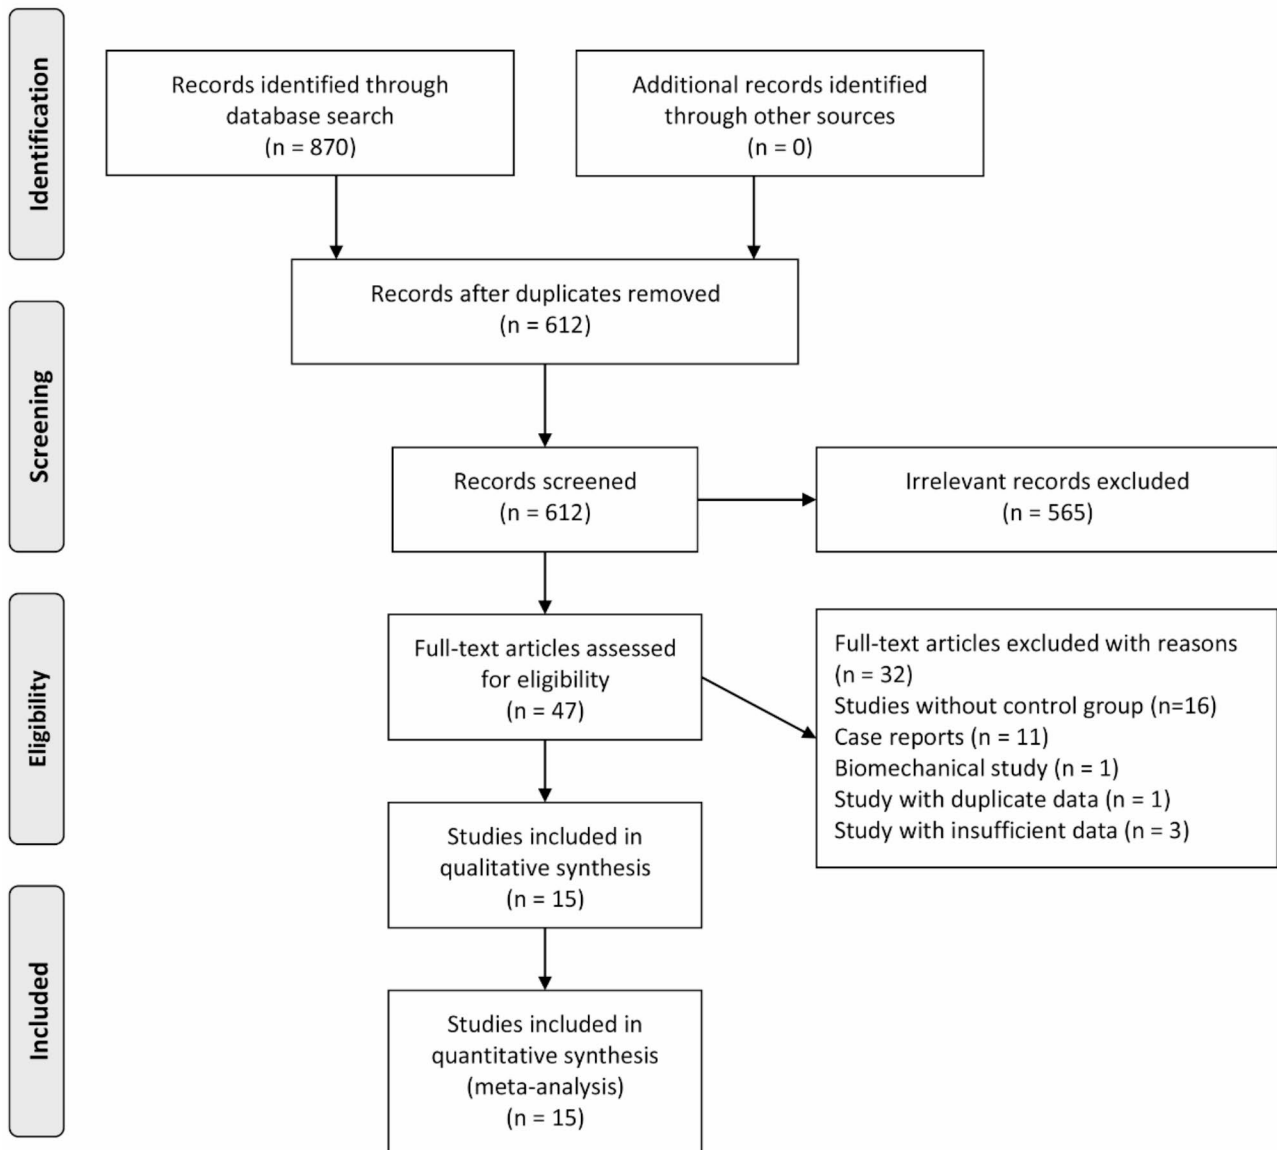 Identification
Records identified through
database search
(n = 870)
Additional records identified
through other sources
(n = 0)
Records after duplicates removed
(n = 612)
Screening
Records screened
(n = 612)
Irrelevant records excluded
(n = 565)
Eligibility
Full-text articles assessed
for eligibility
(n = 47)
Full-text articles excluded with reasons
(n = 32)
Studies without control group (n=16)
Case reports (n = 11)
Biomechanical study (n = 1)
Study with duplicate data (n = 1)
Study with insufficient data (n = 3)
Studies included in
qualitative synthesis
(n = 15)
Included
Studies included in
quantitative synthesis
(meta-analysis)
(n = 15)